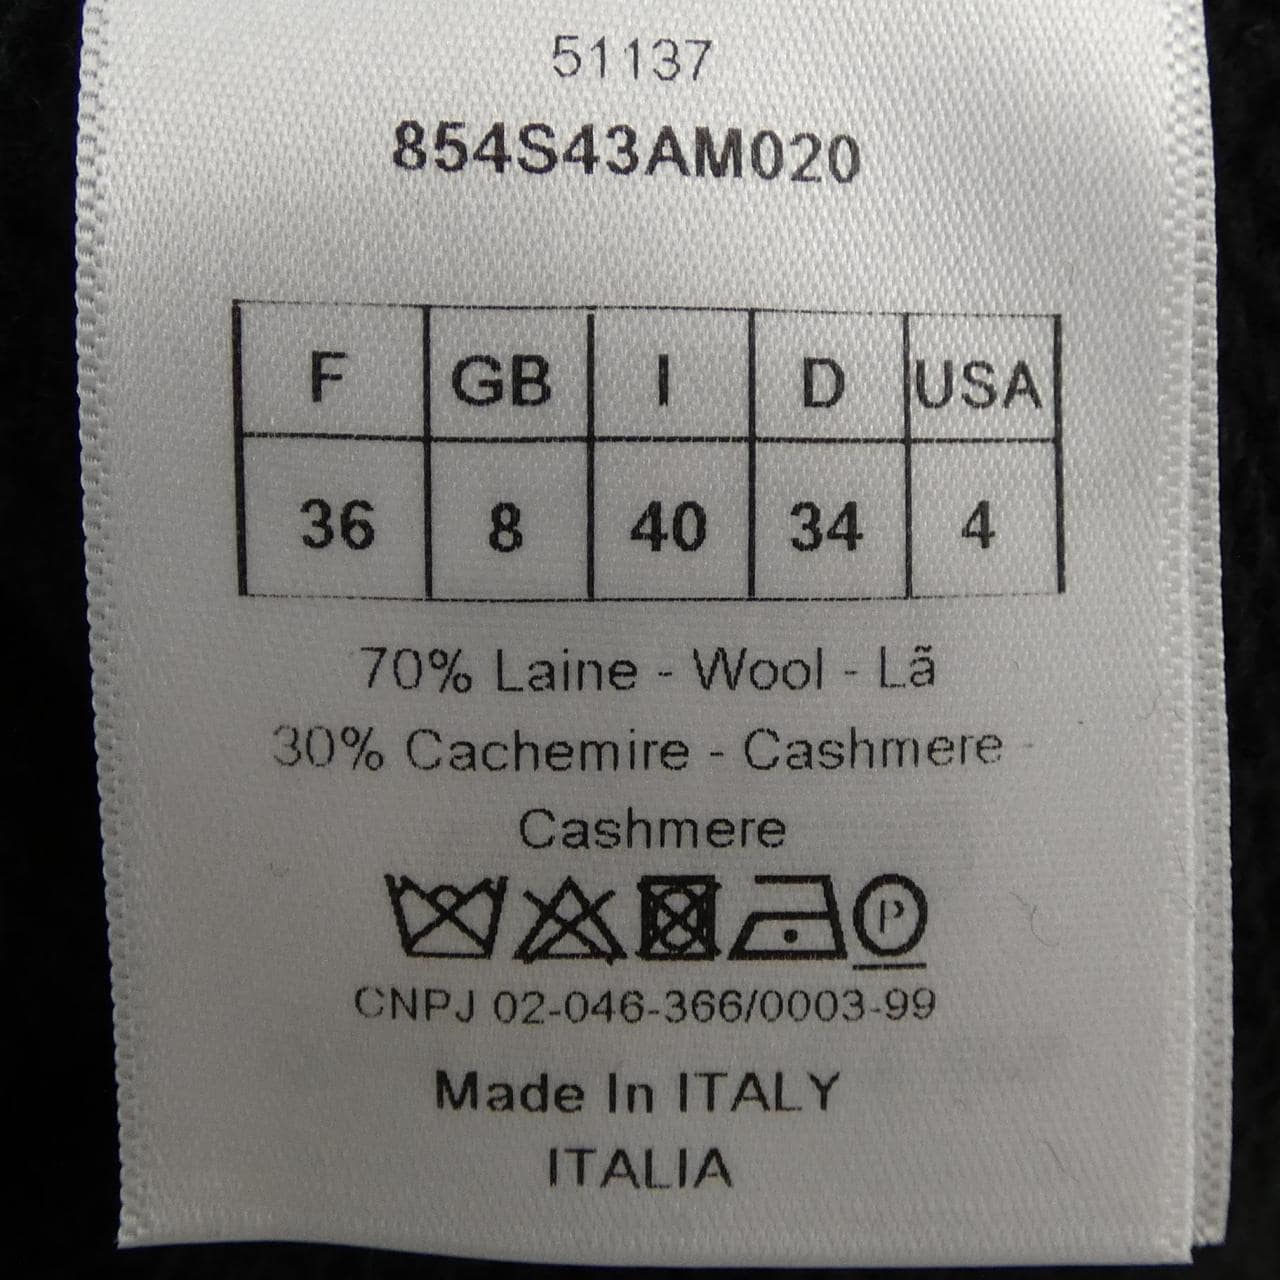 51137
854S43AM020
F GB I D USA
36 8 40 34 4
70% Laine - Wool - Lã
30% Cachemire - Cashmere -
Cashmere
P
CNPJ 02-046-366/0003-99
Made In ITALY
ITALIA